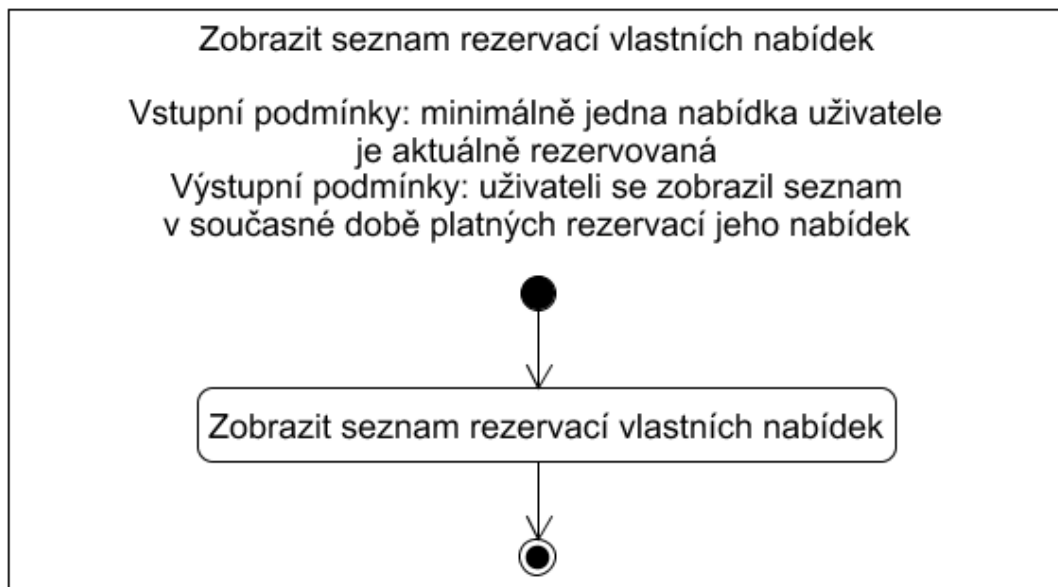 Zobrazit seznam rezervací vlastních nabídek
Vstupní podmínky: minimálně jedna nabídka uživatele
je aktuálně rezervovaná
Výstupní podmínky: uživateli se zobrazil seznam
v současné době platných rezervací jeho nabídek
Zobrazit seznam rezervací vlastních nabídek